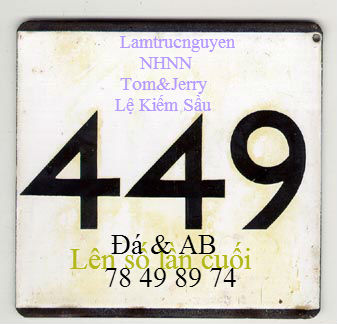 Lamtrucnguyen
NHNN
Tom&Jerry
Lệ Kiếm Sầu
449
Đá & AB
Lên số lần cuối
78 49 89 74